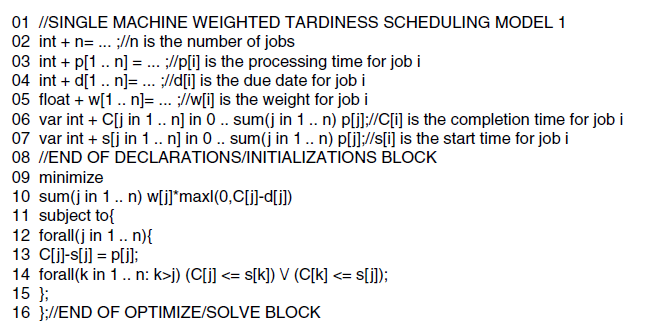 01 //SINGLE MACHINE WEIGHTED TARDINESS SCHEDULING MODEL 1
02 int + n= ... ;//n is the number of jobs
03 int + p[1 .. n] = ... ;//p[i] is the processing time for job i
04 int + d[1 .. n]= ... ;//d[i] is the due date for job i
05 float + w[1 .. n]= ... ;//w[i] is the weight for job i
06 var int + C[j in 1 .. n] in 0 .. sum(j in 1 .. n) p[j];//C[i] is the completion time for job i
07 var int + s[j in 1 .. n] in 0 .. sum(j in 1 .. n) p[j];//s[i] is the start time for job i
08 //END OF DECLARATIONS/INITIALIZATIONS BLOCK
09 minimize
10 sum(j in 1 .. n) w[j]*maxl(0,C[j]-d[j])
11 subject to{
12 forall(j in 1 .. n){
13 C[j]-s[j] = p[j];
14 forall(k in 1 .. n: k>j) (C[j] <= s[k]) \/ (C[k] <= s[j]);
15 };
16 };//END OF OPTIMIZE/SOLVE BLOCK